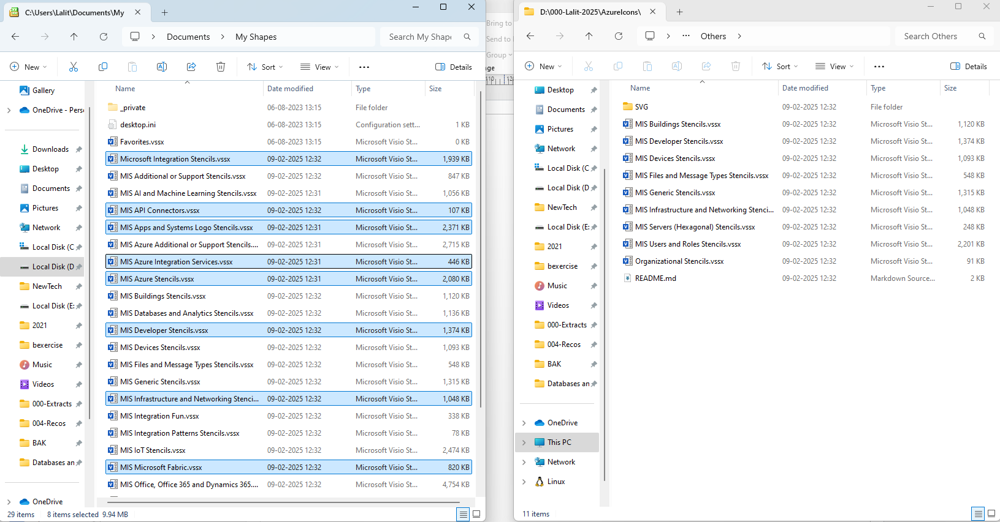 C:\Users\Lalit\Documents\My
Documents > My Shapes
Search My Shape
New
Sort
View
Details
Name Date modified Type Size
Gallery
OneDrive - Pers
Downloads
Desktop
Documents
Pictures
Network
Local Disk (C
Local Disk (D
NewTech
Local Disk (E:
2021
bexercise
Music
Videos
000-Extracts
004-Recos
BAK
Databases an
OneDrive
_private 06-08-2023 13:15 File folder
desktop.ini 06-08-2023 13:15 Configuration sett... 1 KB
Favorites.vssx 06-08-2023 13:15 Microsoft Visio St... 0 KB
Microsoft Integration Stencils.vssx 09-02-2025 12:32 Microsoft Visio St... 1,939 KB
MIS Additional or Support Stencils.vssx 09-02-2025 12:32 Microsoft Visio St... 847 KB
MIS AI and Machine Learning Stencils.vssx 09-02-2025 12:31 Microsoft Visio St... 1,056 KB
MIS API Connectors.vssx 09-02-2025 12:32 Microsoft Visio St... 107 KB
MIS Apps and Systems Logo Stencils.vssx 09-02-2025 12:31 Microsoft Visio St... 2,371 KB
MIS Azure Additional or Support Stencils.... 09-02-2025 12:31 Microsoft Visio St... 2,715 KB
MIS Azure Integration Services.vssx 09-02-2025 12:31 Microsoft Visio St... 446 KB
MIS Azure Stencils.vssx 09-02-2025 12:31 Microsoft Visio St... 2,080 KB
MIS Buildings Stencils.vssx 09-02-2025 12:32 Microsoft Visio St... 1,120 KB
MIS Databases and Analytics Stencils.vssx 09-02-2025 12:32 Microsoft Visio St... 1,136 KB
MIS Developer Stencils.vssx 09-02-2025 12:32 Microsoft Visio St... 1,374 KB
MIS Devices Stencils.vssx 09-02-2025 12:32 Microsoft Visio St... 1,093 KB
MIS Files and Message Types Stencils.vssx 09-02-2025 12:32 Microsoft Visio St... 548 KB
MIS Generic Stencils.vssx 09-02-2025 12:32 Microsoft Visio St... 1,315 KB
MIS Infrastructure and Networking Stenci... 09-02-2025 12:32 Microsoft Visio St... 1,048 KB
MIS Integration Fun.vssx 09-02-2025 12:32 Microsoft Visio St... 338 KB
MIS Integration Patterns Stencils.vssx 09-02-2025 12:32 Microsoft Visio St... 78 KB
MIS IoT Stencils.vssx 09-02-2025 12:32 Microsoft Visio St... 2,474 KB
MIS Microsoft Fabric.vssx 09-02-2025 12:32 Microsoft Visio St... 820 KB
MIS Office, Office 365 and Dynamics 365.... 09-02-2025 12:32 Microsoft Visio St... 4,754 KB
29 items 8 items selected 9.94 MB
Bring to
Send to
Group
ge
110
D:\000-Lalit-2025\AzureIcons\
Others
Search Others
New
Sort
View
Details
Name Date modified Type Size
Desktop
Documents
Pictures
Network
Local Disk (C
Local Disk (D
NewTech
Local Disk (E:
2021
bexercise
Music
Videos
000-Extracts
004-Recos
BAK
Databases an
OneDrive
This PC
Network
Linux
SVG 09-02-2025 12:32 File folder
MIS Buildings Stencils.vssx 09-02-2025 12:32 Microsoft Visio St... 1,120 KB
MIS Developer Stencils.vssx 09-02-2025 12:32 Microsoft Visio St... 1,374 KB
MIS Devices Stencils.vssx 09-02-2025 12:32 Microsoft Visio St... 1,093 KB
MIS Files and Message Types Stencils.vssx 09-02-2025 12:32 Microsoft Visio St... 548 KB
MIS Generic Stencils.vssx 09-02-2025 12:32 Microsoft Visio St... 1,315 KB
MIS Infrastructure and Networking Stenci... 09-02-2025 12:32 Microsoft Visio St... 1,048 KB
MIS Servers (Hexagonal) Stencils.vssx 09-02-2025 12:32 Microsoft Visio St... 248 KB
MIS Users and Roles Stencils.vssx 09-02-2025 12:32 Microsoft Visio St... 2,201 KB
Organizational Stencils.vssx 09-02-2025 12:32 Microsoft Visio St... 91 KB
README.md 09-02-2025 12:32 Markdown Source... 2 KB
11 items